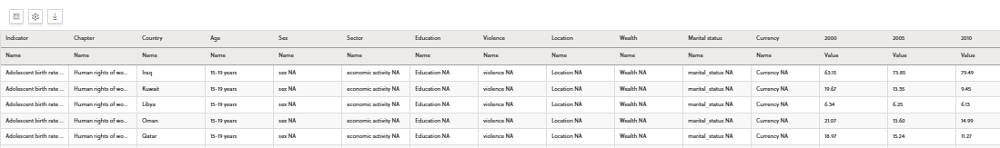 Indicator Chapter Country Age Sex Sector Education Violence Location Wealth Marital status Currency 2000 2005 2010
Name Name Name Name Name Name Name Name Name Name Name Name Value Value Value
Adolescent birth rate ... Human rights of wo... Iraq 15-19 years sex NA economic activity NA Education NA violence NA Location NA Wealth NA marital_status NA Currency NA 63.15 73.85 79.49
Adolescent birth rate ... Human rights of wo... Kuwait 15-19 years sex NA economic activity NA Education NA violence NA Location NA Wealth NA marital_status NA Currency NA 19.67 13.35 9.45
Adolescent birth rate ... Human rights of wo... Libya 15-19 years sex NA economic activity NA Education NA violence NA Location NA Wealth NA marital_status NA Currency NA 6.34 6.25 6.13
Adolescent birth rate ... Human rights of wo... Oman 15-19 years sex NA economic activity NA Education NA violence NA Location NA Wealth NA marital_status NA Currency NA 21.07 13.60 14.99
Adolescent birth rate ... Human rights of wo... Qatar 15-19 years sex NA economic activity NA Education NA violence NA Location NA Wealth NA marital_status NA Currency NA 18.97 15.24 11.27